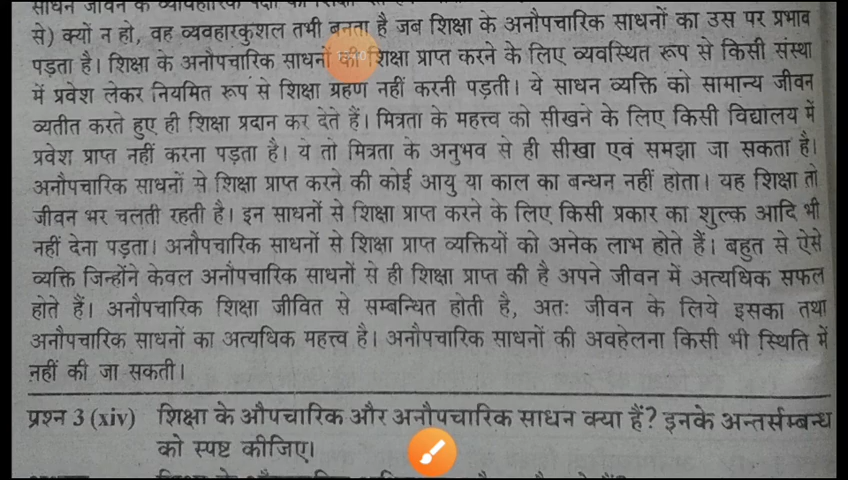 साधन जीवन के व्यावहारिक पक्षों की
से) क्यों न हो, वह व्यवहारकुशल तभी बनता है जब शिक्षा के अनौपचारिक साधनों का उस पर प्रभाव
पड़ता है। शिक्षा के अनौपचारिक साधनों की शिक्षा प्राप्त करने के लिए व्यवस्थित रूप से किसी संस्था
में प्रवेश लेकर नियमित रूप से शिक्षा ग्रहण नहीं करनी पड़ती। ये साधन व्यक्ति को सामान्य जीवन
व्यतीत करते हुए ही शिक्षा प्रदान कर देते हैं। मित्रता के महत्त्व को सीखने के लिए किसी विद्यालय में
प्रवेश प्राप्त नहीं करना पड़ता है। ये तो मित्रता के अनुभव से ही सीखा एवं समझा जा सकता है।
अनौपचारिक साधनों से शिक्षा प्राप्त करने की कोई आयु या काल का बन्धन नहीं होता। यह शिक्षा तो
जीवन भर चलती रहती है। इन साधनों से शिक्षा प्राप्त करने के लिए किसी प्रकार का शुल्क आदि भी
नहीं देना पड़ता। अनौपचारिक साधनों से शिक्षा प्राप्त व्यक्तियों को अनेक लाभ होते हैं। बहुत से ऐसे
व्यक्ति जिन्होंने केवल अनौपचारिक साधनों से ही शिक्षा प्राप्त की है अपने जीवन में अत्यधिक सफल
होते हैं। अनौपचारिक शिक्षा जीवित से सम्बन्धित होती है, अतः जीवन के लिये इसका तथा
अनौपचारिक साधनों का अत्यधिक महत्त्व है। अनौपचारिक साधनों की अवहेलना किसी भी स्थिति में
नहीं की जा सकती।
प्रश्न 3 (xiv) शिक्षा के औपचारिक और अनौपचारिक साधन क्या हैं? इनके अन्तर्सम्बन्ध
को स्पष्ट कीजिए।